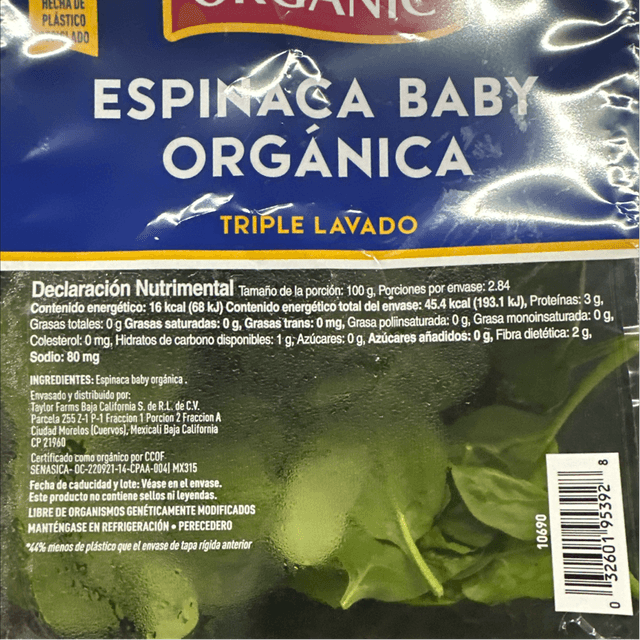 HECHA DE
PLÁSTICO
ORGANIC
ESPINACA BABY
ORGÁNICA
TRIPLE LAVADO
Declaración Nutrimental Tamaño de la porción: 100 g, Porciones por envase: 2.84
Contenido energético: 16 kcal (68 kJ) Contenido energético total del envase: 45.4 kcal (193.1 kJ), Proteínas: 3 g,
Grasas totales: 0 g Grasas saturadas: 0 g, Grasas trans: 0 mg, Grasa poliinsaturada: 0 g, Grasa monoinsaturada: 0 g,
Colesterol: 0 mg, Hidratos de carbono disponibles: 1 g, Azúcares: 0 g, Azúcares añadidos: 0 g, Fibra dietética: 2 g,
Sodio: 80 mg
INGREDIENTES: Espinaca baby orgánica .
Envasado y distribuido por:
Taylor Farms Baja California S. de R.L. de C.V.
Parcela 255 Z-1 P-1 Fraccion 1 Porcion 2 Fraccion A
Ciudad Morelos (Cuervos), Mexicali Baja California
CP 21960
Certificado como orgánico por CCOF
SENASICA- OC-220921-14-CPAA-004| MX315
Fecha de caducidad y lote: Véase en el envase.
Este producto no contiene sellos ni leyendas.
LIBRE DE ORGANISMOS GENÉTICAMENTE MODIFICADOS
MANTÉNGASE EN REFRIGERACIÓN • PERECEDERO
*44% menos de plástico que el envase de tapa rígida anterior
10690
0 32601 95392 8